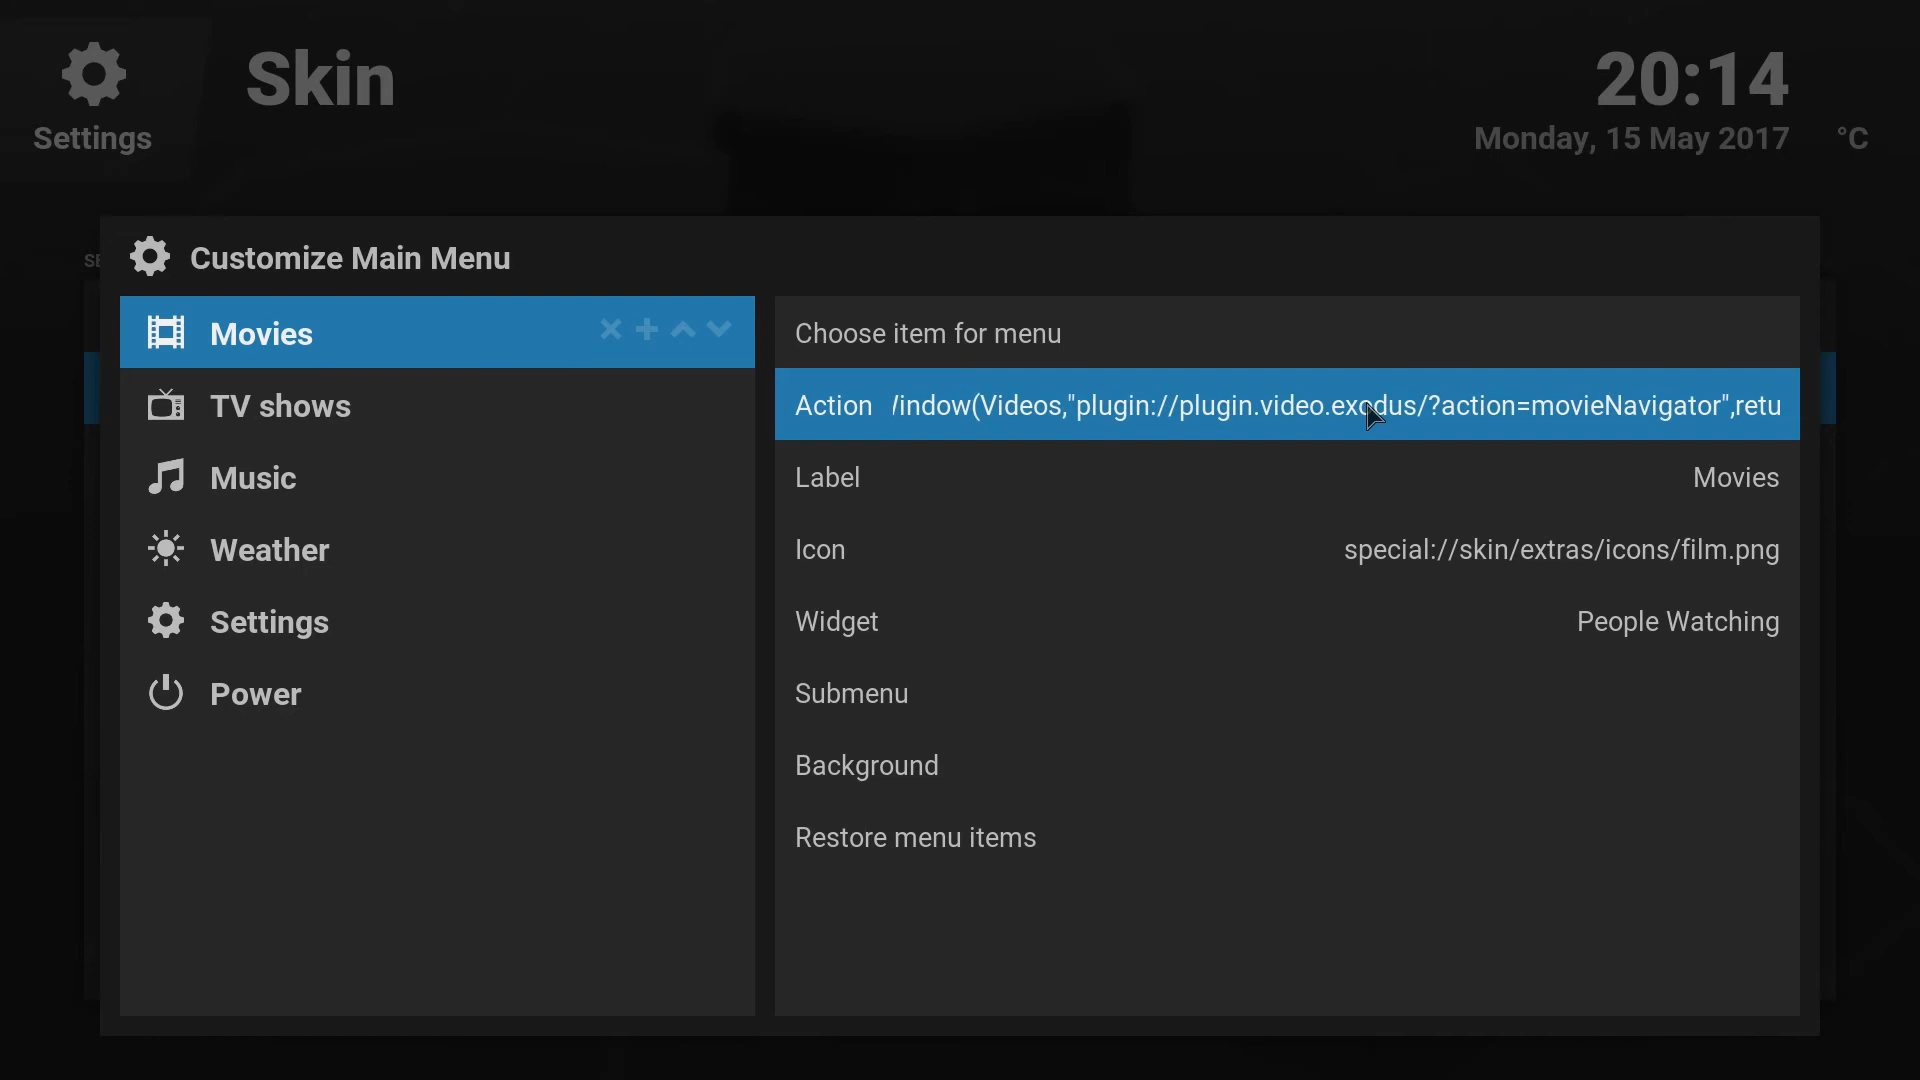 Settings
Skin
20:14
Monday, 15 May 2017
°C
Customize Main Menu
Movies
TV shows
Music
Weather
Settings
Power
Choose item for menu
Action indow(Videos,"plugin://plugin.video.exodus/?action=movieNavigator",retu
Label Movies
Icon special://skin/extras/icons/film.png
Widget People Watching
Submenu
Background
Restore menu items